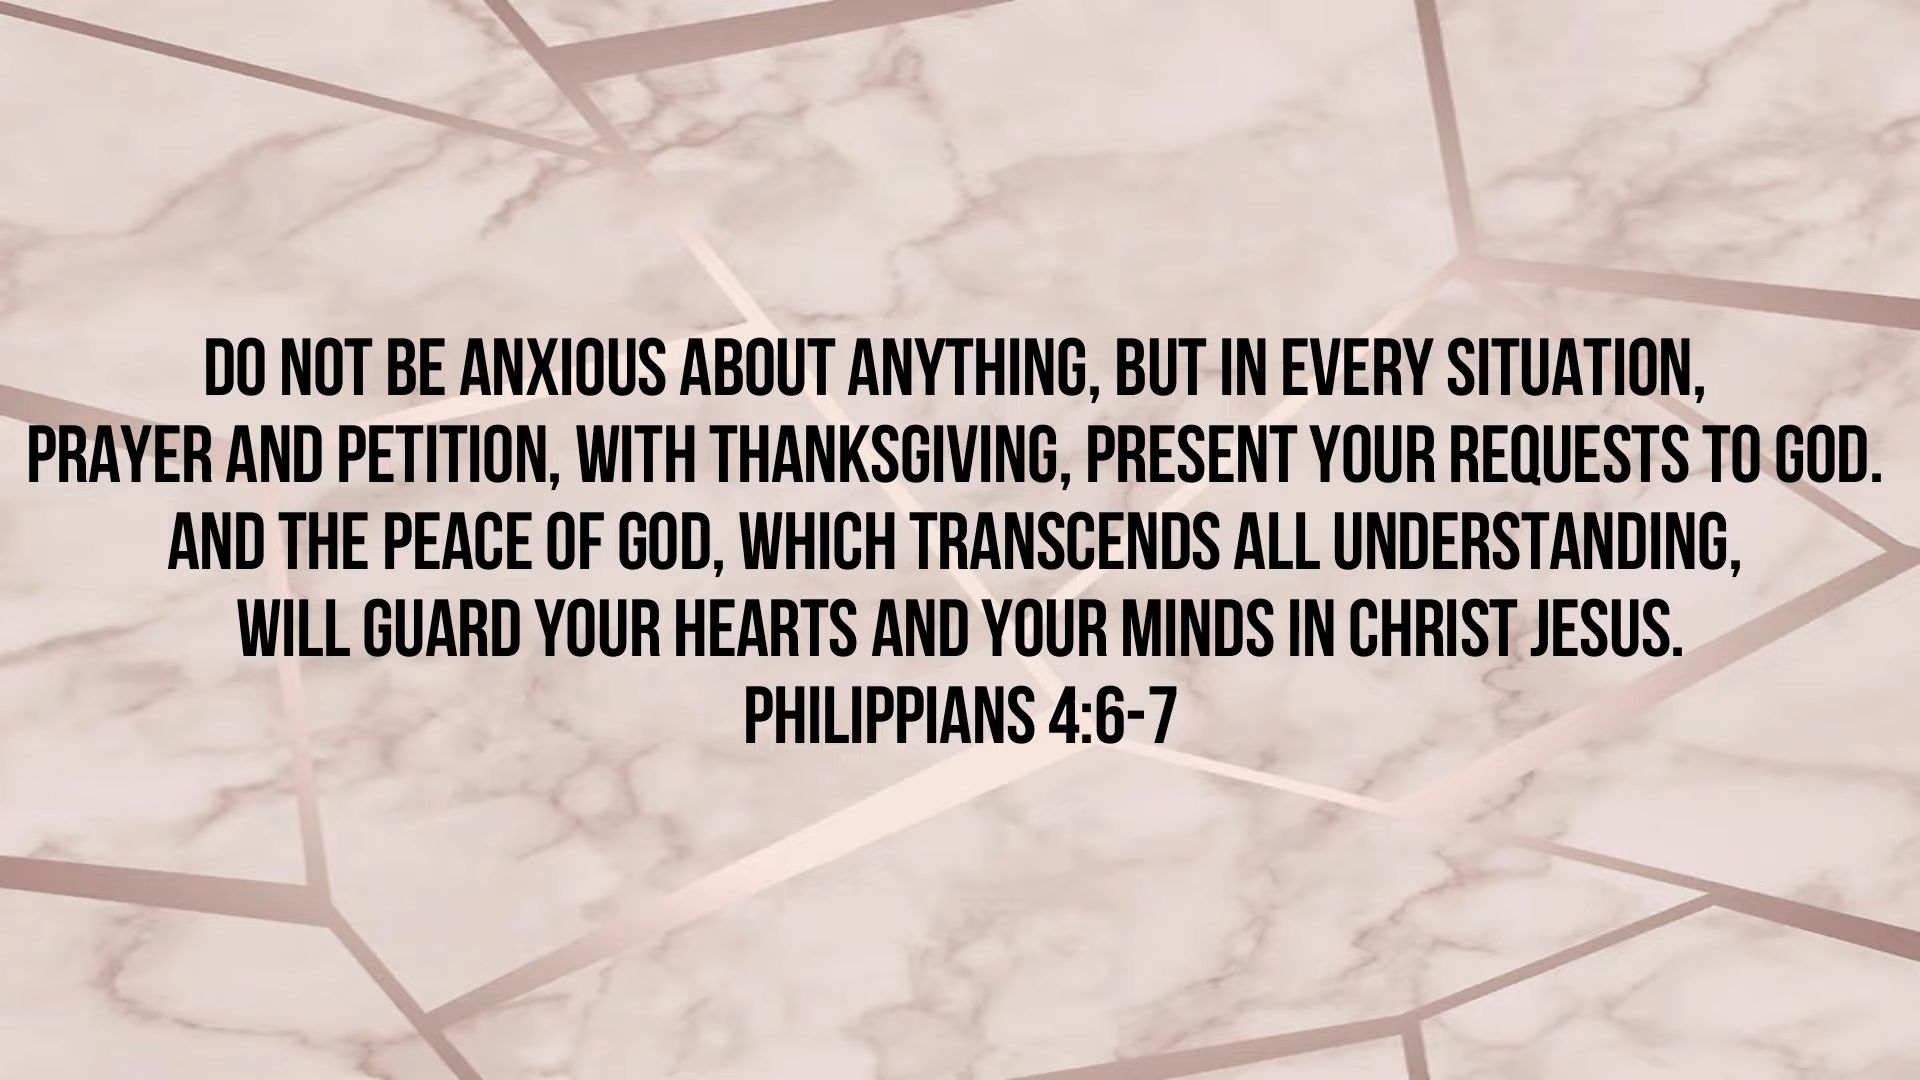 DO NOT BE ANXIOUS ABOUT ANYTHING, BUT IN EVERY SITUATION,
PRAYER AND PETITION, WITH THANKSGIVING, PRESENT YOUR REQUESTS TO GOD.
AND THE PEACE OF GOD, WHICH TRANSCENDS ALL UNDERSTANDING,
WILL GUARD YOUR HEARTS AND YOUR MINDS IN CHRIST JESUS.
PHILIPPIANS 4:6-7